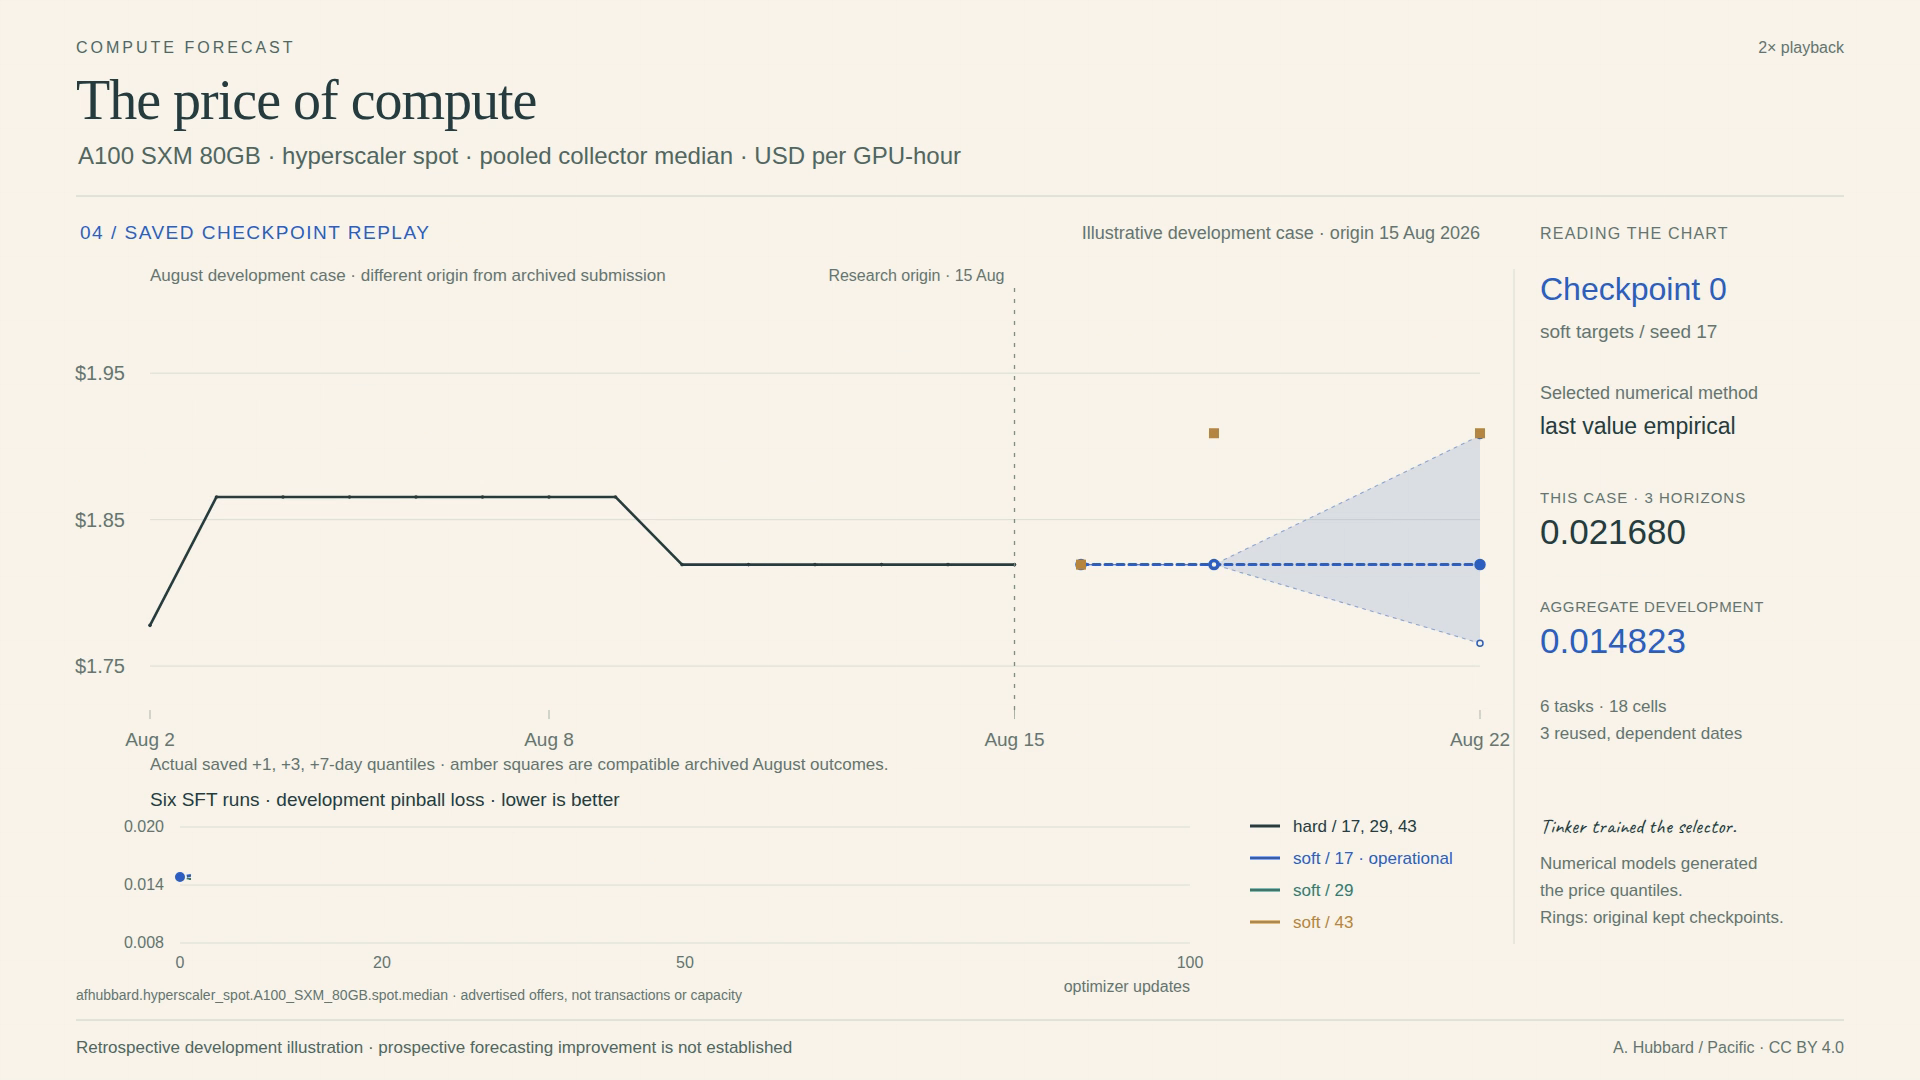 COMPUTE FORECAST
2× playback
The price of compute
A100 SXM 80GB · hyperscaler spot · pooled collector median · USD per GPU-hour
04 / SAVED CHECKPOINT REPLAY
Illustrative development case · origin 15 Aug 2026
August development case · different origin from archived submission
Research origin · 15 Aug
$1.95
$1.85
$1.75
Aug 2
Aug 8
Aug 15
Aug 22
Actual saved +1, +3, +7-day quantiles · amber squares are compatible archived August outcomes.
Six SFT runs · development pinball loss · lower is better
0.020
0.014
0.008
0
20
50
100
optimizer updates
hard / 17, 29, 43
soft / 17 · operational
soft / 29
soft / 43
READING THE CHART
Checkpoint 0
soft targets / seed 17
Selected numerical method
last value empirical
THIS CASE · 3 HORIZONS
0.021680
AGGREGATE DEVELOPMENT
0.014823
6 tasks · 18 cells
3 reused, dependent dates
Tinker trained the selector.
Numerical models generated
the price quantiles.
Rings: original kept checkpoints.
afhubbard.hyperscaler_spot.A100_SXM_80GB.spot.median · advertised offers, not transactions or capacity
Retrospective development illustration · prospective forecasting improvement is not established
A. Hubbard / Pacific · CC BY 4.0